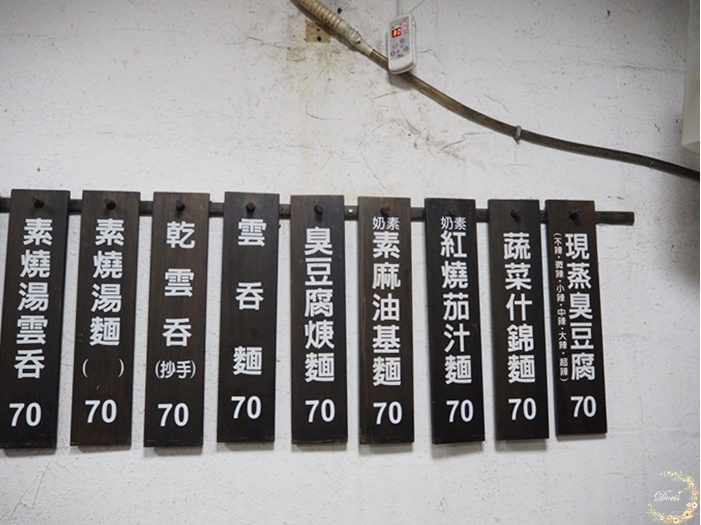 現蒸臭豆腐
(不辣·微辣·小辣·中辣·大辣·超辣)
70
蔬菜什錦麵
70
奶素
紅燒茄汁麵
70
奶素
素麻油基麵
70
臭豆腐焿麵
70
雲吞麵
70
乾雲吞
(抄手)
70
素燒湯麵
( )
70
素燒湯雲吞
70
Doris